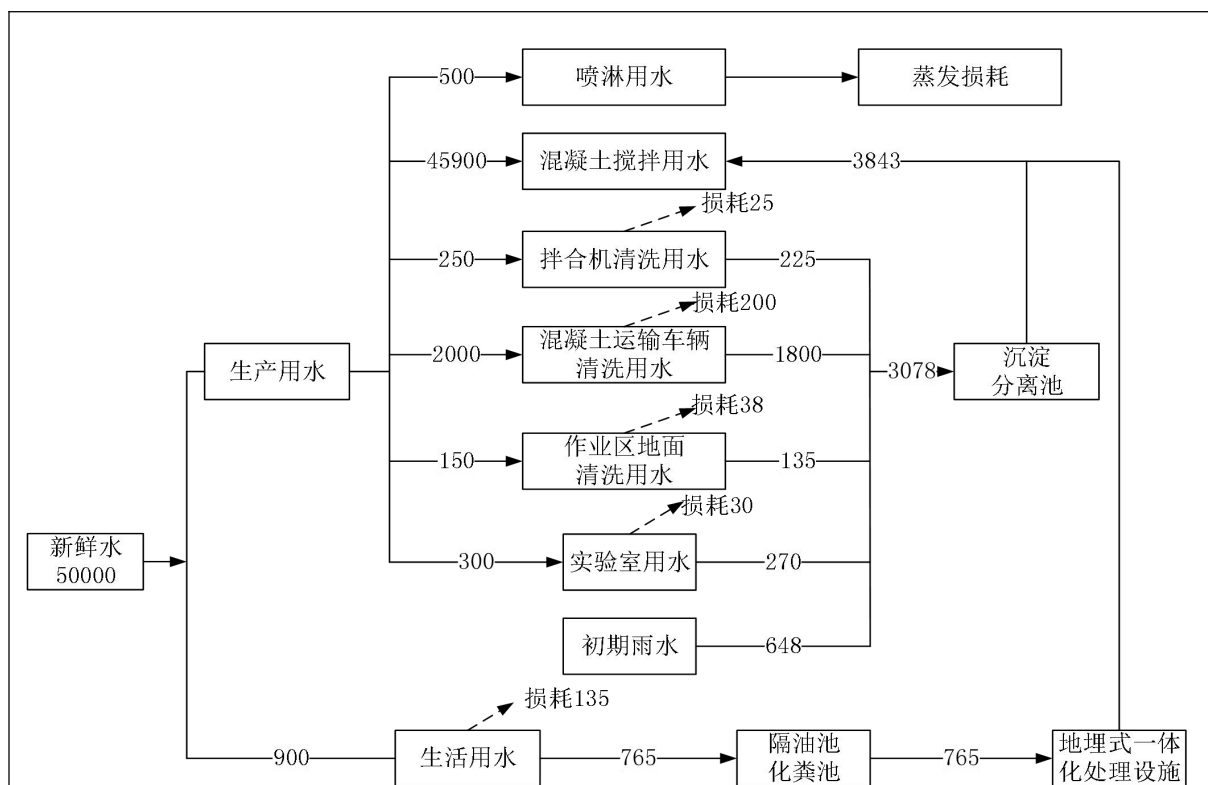 500
喷淋用水
蒸发损耗
45900
混凝土搅拌用水
3843
损耗25
250
拌合机清洗用水
225
损耗200
生产用水
2000
混凝土运输车辆
清洗用水
1800
3078
沉淀
分离池
损耗38
150
作业区地面
清洗用水
135
损耗30
新鲜水
50000
300
实验室用水
270
初期雨水
648
损耗135
900
生活用水
765
隔油池
化粪池
765
地埋式一体
化处理设施